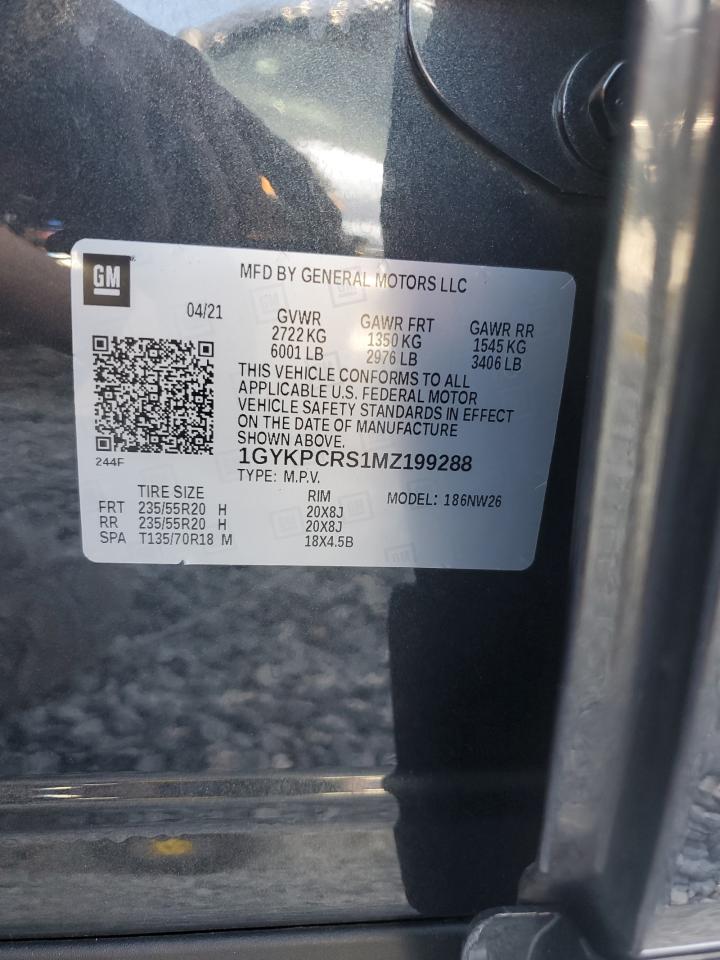 GM
MFD BY GENERAL MOTORS LLC
04/21
GVWR GAWR FRT GAWR RR
2722 KG 1350 KG 1545 KG
6001 LB 2976 LB 3406 LB
THIS VEHICLE CONFORMS TO ALL
APPLICABLE U.S. FEDERAL MOTOR
VEHICLE SAFETY STANDARDS IN EFFECT
ON THE DATE OF MANUFACTURE
SHOWN ABOVE.
244F
1GYKPCRS1MZ199288
TYPE: M.P.V.
TIRE SIZE RIM MODEL: 186NW26
FRT 235/55R20 H 20X8J
RR 235/55R20 H 20X8J
SPA T135/70R18 M 18X4.5B